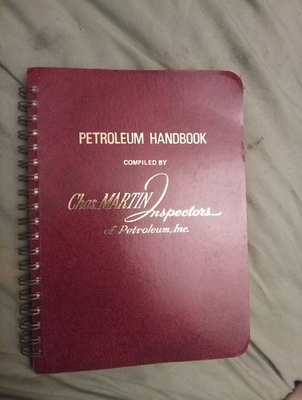 PETROLEUM HANDBOOK
COMPILED BY
Chas. MARTIN Inspectors
of Petroleum, Inc.